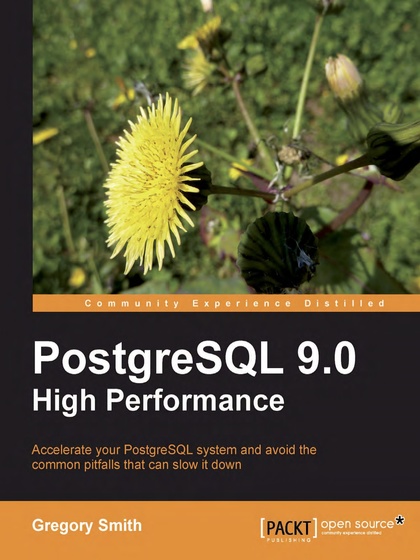 Community Experience Distilled
PostgreSQL 9.0
High Performance
Accelerate your PostgreSQL system and avoid the
common pitfalls that can slow it down
Gregory Smith
[PACKT] open source*
PUBLISHING community experience distilled